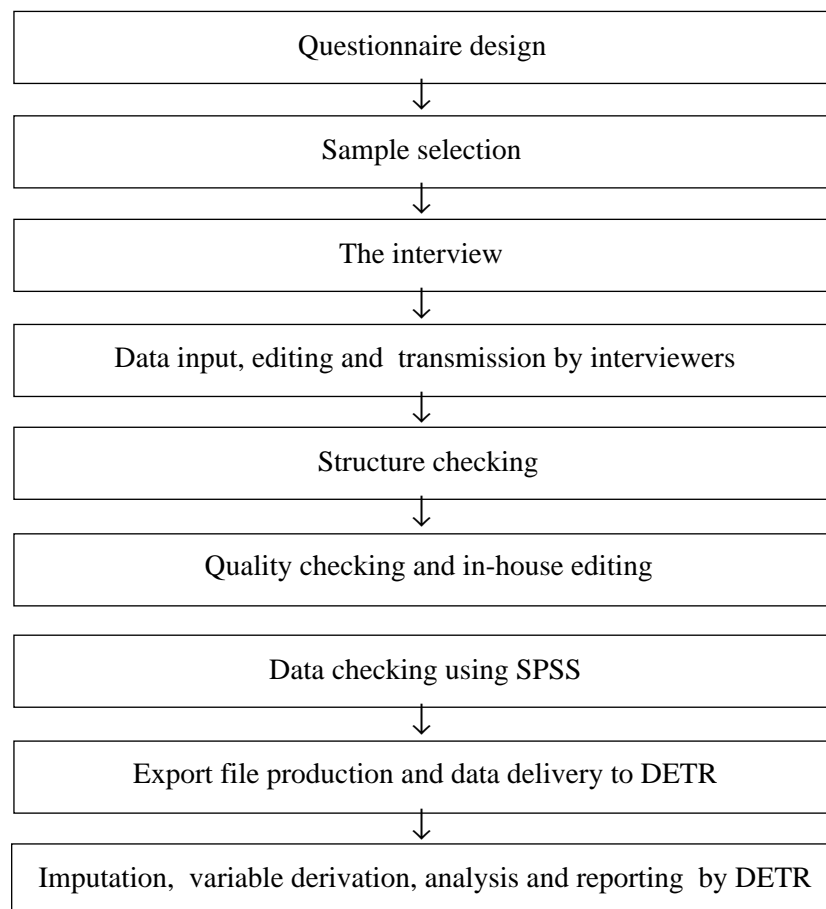 Questionnaire design
Sample selection
The interview
Data input, editing and  transmission by interviewers
Structure checking
Quality checking and in-house editing
Data checking using SPSS
Export file production and data delivery to DETR
Imputation,  variable derivation, analysis and reporting  by DETR